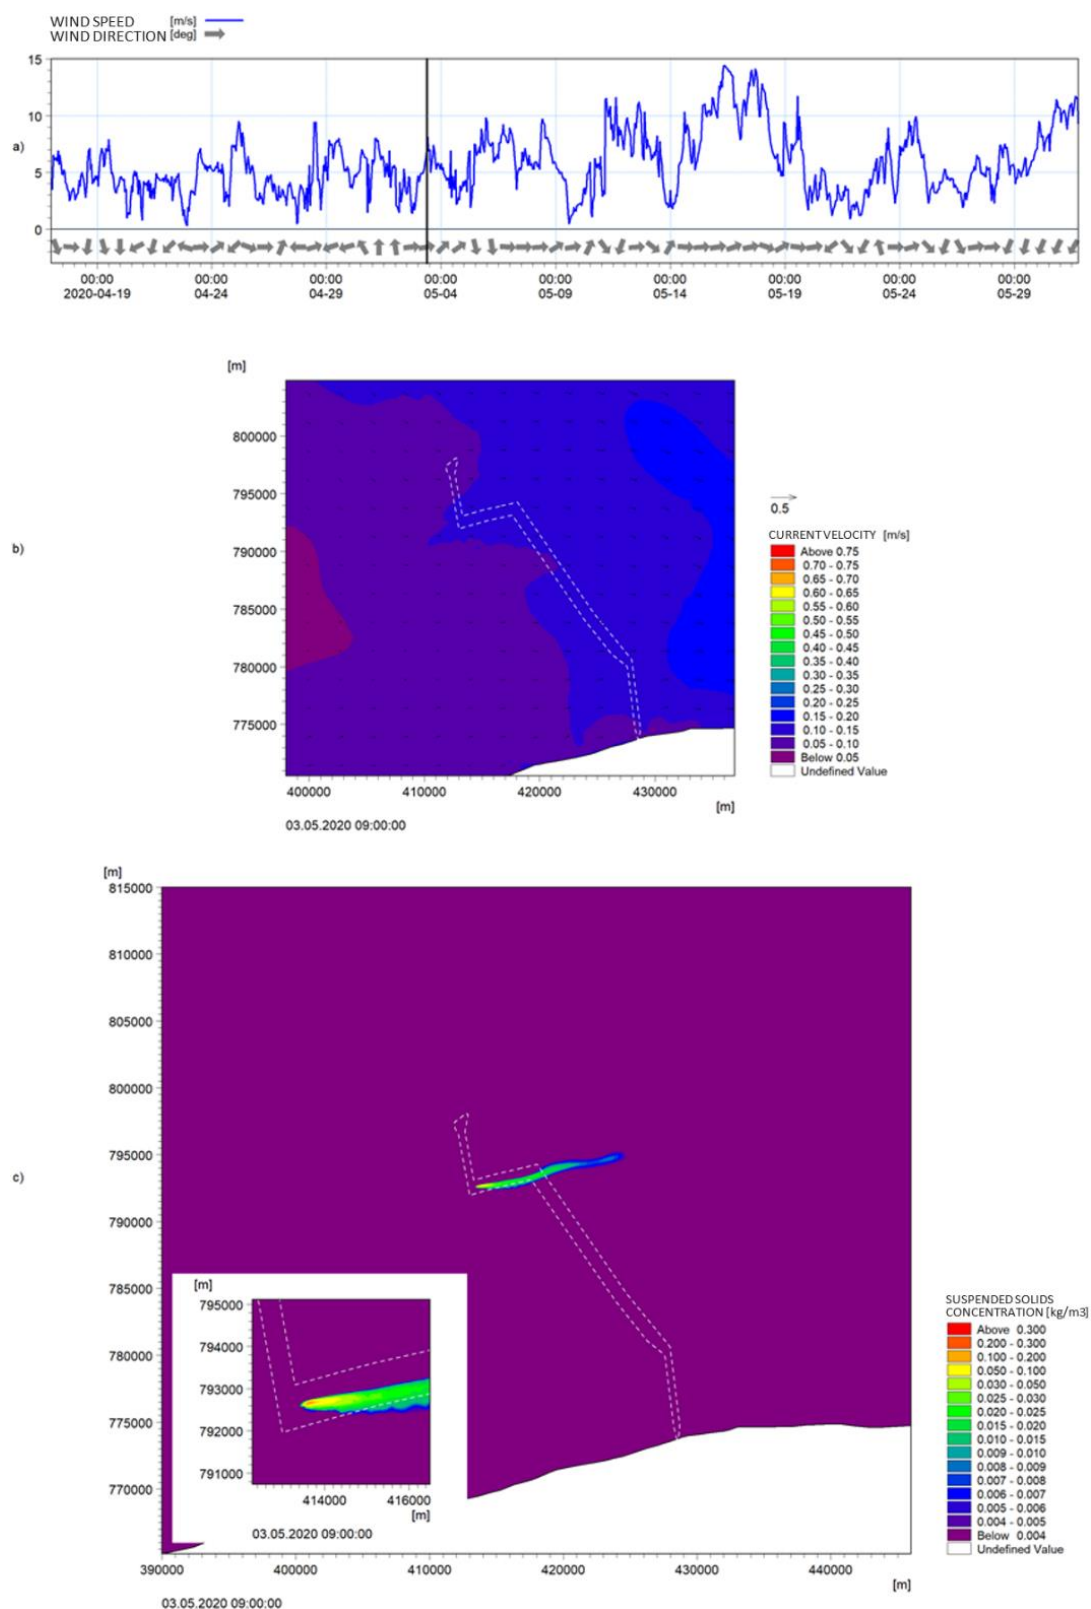 WIND SPEED [m/s]
WIND DIRECTION [deg]
15
10
a)
5
0
00:00 00:00 00:00 00:00 00:00 00:00 00:00 00:00 00:00
2020-04-19 04-24 04-29 05-04 05-09 05-14 05-19 05-24 05-29
[m]
800000
795000
790000
785000
780000
775000
b)
400000 410000 420000 430000
[m]
03.05.2020 09:00:00
0.5
CURRENT VELOCITY [m/s]
Above 0.75
0.70 - 0.75
0.65 - 0.70
0.60 - 0.65
0.55 - 0.60
0.50 - 0.55
0.45 - 0.50
0.40 - 0.45
0.35 - 0.40
0.30 - 0.35
0.25 - 0.30
0.20 - 0.25
0.15 - 0.20
0.10 - 0.15
0.05 - 0.10
Below 0.05
Undefined Value
[m]
815000
810000
805000
800000
795000
c)
790000
785000
780000
775000
770000
390000 400000 410000 420000 430000 440000
[m]
03.05.2020 09:00:00
[m]
795000
794000
793000
792000
791000
414000 416000
[m]
03.05.2020 09:00:00
SUSPENDED SOLIDS
CONCENTRATION [kg/m3]
Above 0.300
0.200 - 0.300
0.100 - 0.200
0.050 - 0.100
0.030 - 0.050
0.025 - 0.030
0.020 - 0.025
0.015 - 0.020
0.010 - 0.015
0.009 - 0.010
0.008 - 0.009
0.007 - 0.008
0.006 - 0.007
0.005 - 0.006
0.004 - 0.005
Below 0.004
Undefined Value